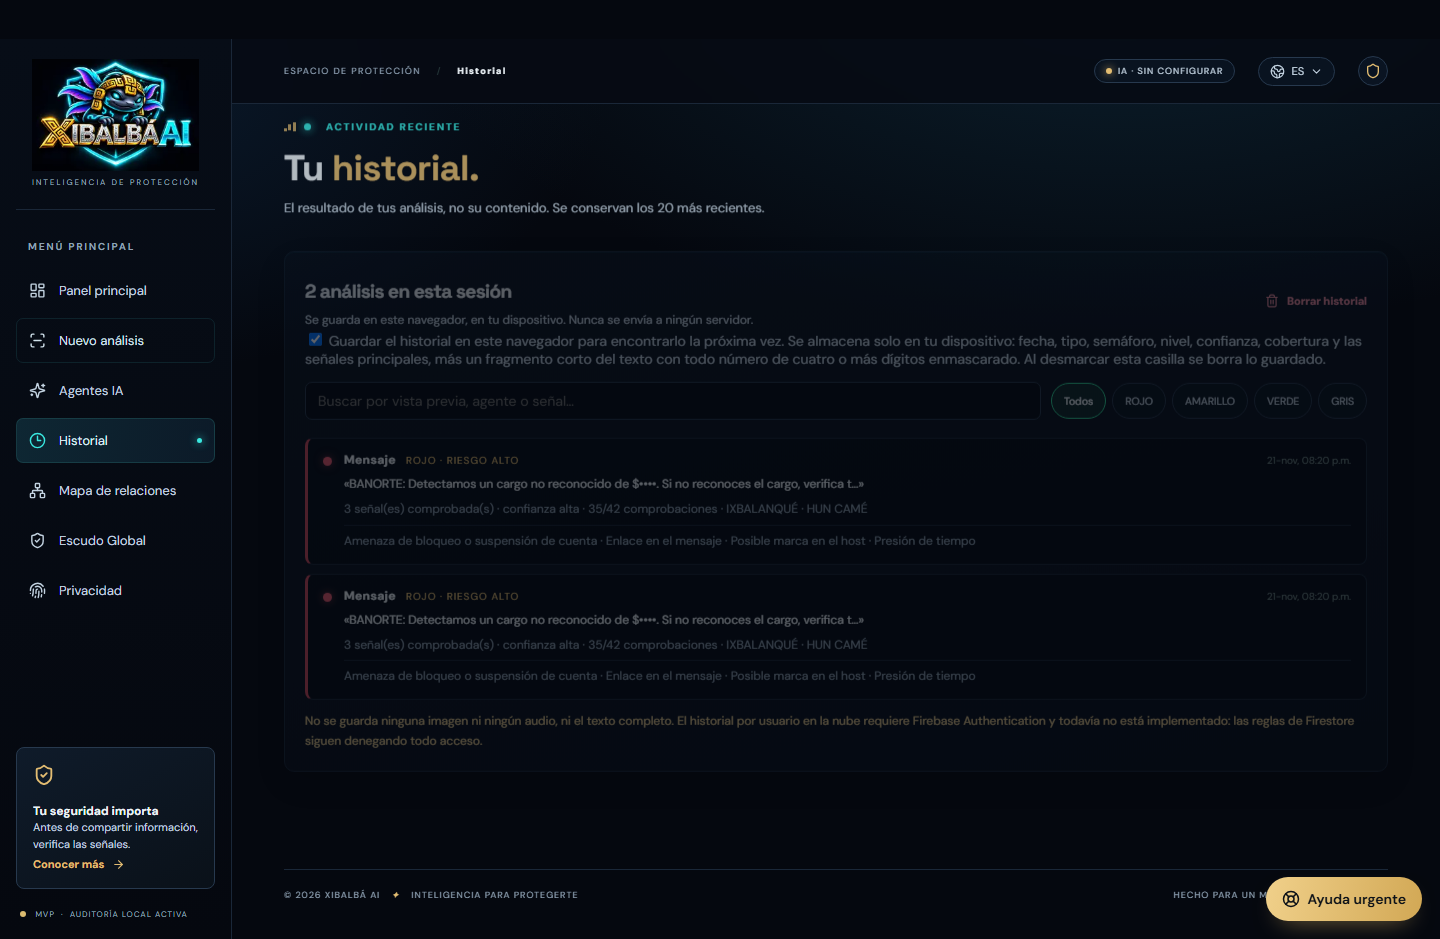 XIBALBÁ AI
INTELIGENCIA DE PROTECCIÓN
MENÚ PRINCIPAL
Panel principal
Nuevo análisis
Agentes IA
Historial
Mapa de relaciones
Escudo Global
Privacidad
Tu seguridad importa
Antes de compartir información,
verifica las señales.
Conocer más →
MVP · AUDITORÍA LOCAL ACTIVA
ESPACIO DE PROTECCIÓN / Historial
IA · SIN CONFIGURAR
ES
ACTIVIDAD RECIENTE
Tu historial.
El resultado de tus análisis, no su contenido. Se conservan los 20 más recientes.
2 análisis en esta sesión
Borrar historial
Se guarda en este navegador, en tu dispositivo. Nunca se envía a ningún servidor.
Guardar el historial en este navegador para encontrarlo la próxima vez. Se almacena solo en tu dispositivo: fecha, tipo, semáforo, nivel, confianza, cobertura y las
señales principales, más un fragmento corto del texto con todo número de cuatro o más dígitos enmascarado. Al desmarcar esta casilla se borra lo guardado.
Buscar por vista previa, agente o señal...
Todos ROJO AMARILLO VERDE GRIS
Mensaje ROJO · RIESGO ALTO 21-nov, 08:20 p.m.
«BANORTE: Detectamos un cargo no reconocido de $••••. Si no reconoces el cargo, verifica t…»
3 señal(es) comprobada(s) · confianza alta · 35/42 comprobaciones · IXBALANQUÉ · HUN CAMÉ
Amenaza de bloqueo o suspensión de cuenta · Enlace en el mensaje · Posible marca en el host · Presión de tiempo
Mensaje ROJO · RIESGO ALTO 21-nov, 08:20 p.m.
«BANORTE: Detectamos un cargo no reconocido de $••••. Si no reconoces el cargo, verifica t…»
3 señal(es) comprobada(s) · confianza alta · 35/42 comprobaciones · IXBALANQUÉ · HUN CAMÉ
Amenaza de bloqueo o suspensión de cuenta · Enlace en el mensaje · Posible marca en el host · Presión de tiempo
No se guarda ninguna imagen ni ningún audio, ni el texto completo. El historial por usuario en la nube requiere Firebase Authentication y todavía no está implementado: las reglas de Firestore
siguen denegando todo acceso.
© 2026 XIBALBÁ AI ✦ INTELIGENCIA PARA PROTEGERTE
HECHO PARA UN
Ayuda urgente